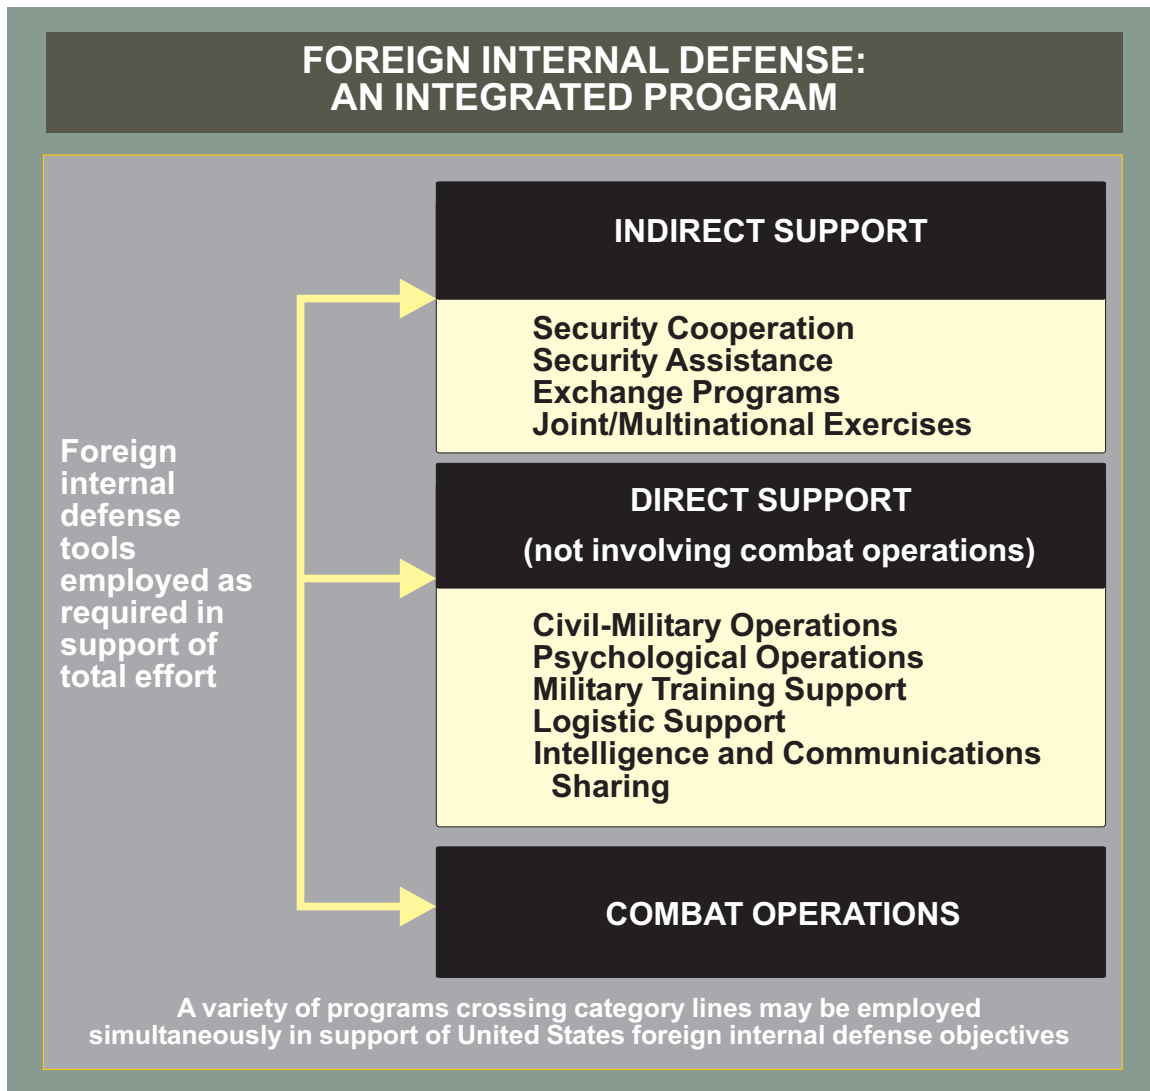 FOREIGN INTERNAL DEFENSE:
AN INTEGRATED PROGRAM
Foreign
internal
defense
tools
employed as
required in
support of
total effort
INDIRECT SUPPORT
Security Cooperation
Security Assistance
Exchange Programs
Joint/Multinational Exercises
DIRECT SUPPORT
(not involving combat operations)
Civil-Military Operations
Psychological Operations
Military Training Support
Logistic Support
Intelligence and Communications
Sharing
COMBAT OPERATIONS
A variety of programs crossing category lines may be employed
simultaneously in support of United States foreign internal defense objectives